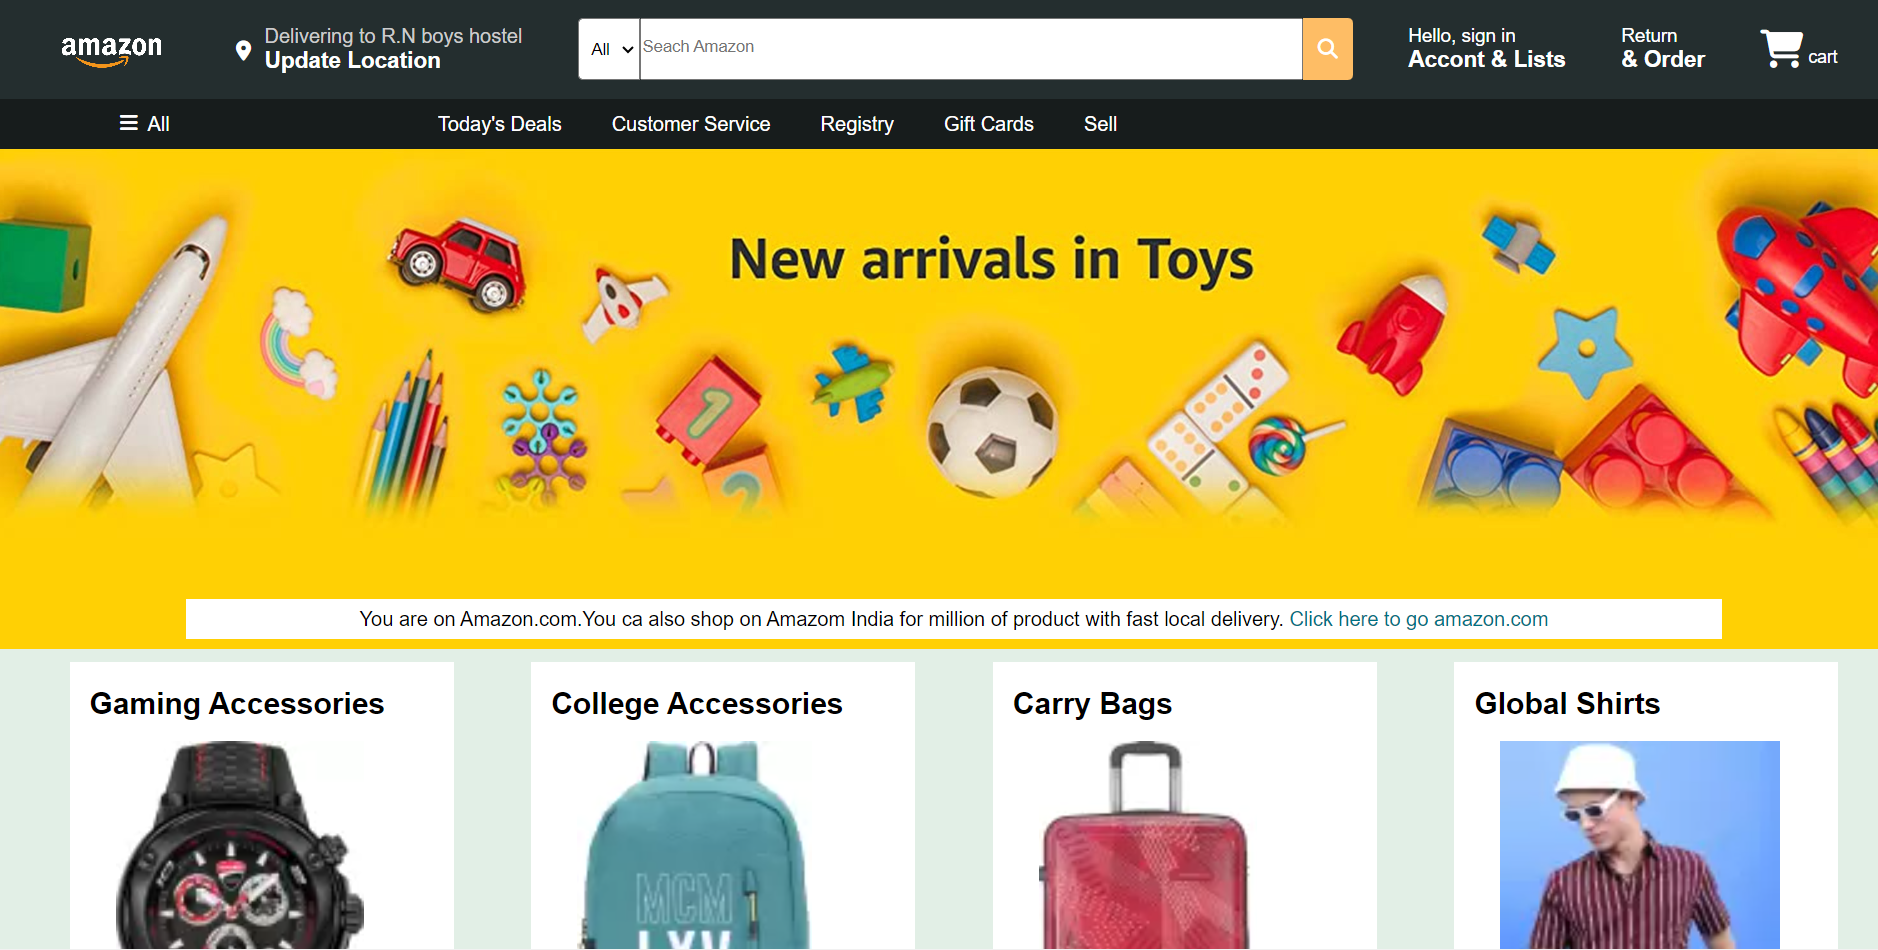 amazon
Delivering to R.N boys hostel
Update Location
All
Seach Amazon
Hello, sign in
Accont & Lists
Return
& Order
cart
All
Today's Deals
Customer Service
Registry
Gift Cards
Sell
New arrivals in Toys
1
2
You are on Amazon.com.You ca also shop on Amazom India for million of product with fast local delivery. Click here to go amazon.com
Gaming Accessories
College Accessories
Carry Bags
Global Shirts
MCM
LXV